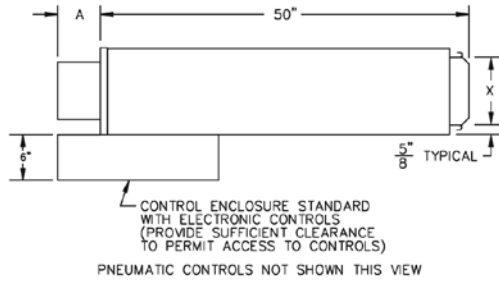 A
50"
X
6"
5"
8 TYPICAL
CONTROL ENCLOSURE STANDARD
WITH ELECTRONIC CONTROLS
(PROVIDE SUFFICIENT CLEARANCE
TO PERMIT ACCESS TO CONTROLS)
PNEUMATIC CONTROLS NOT SHOWN THIS VIEW